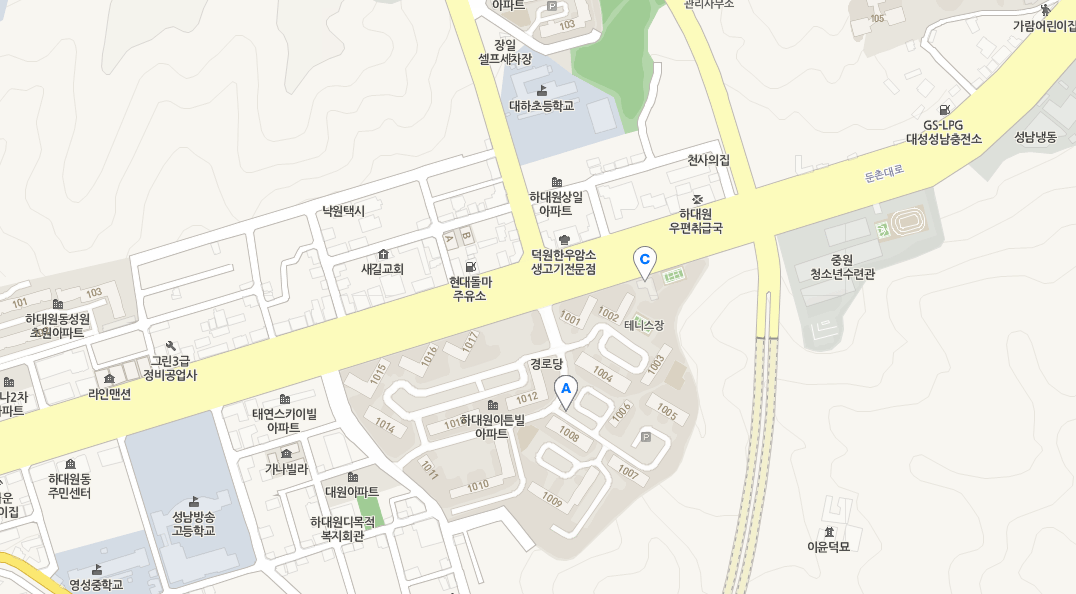 아파트
P
103
관리사무소
105
가람어린이집
장일
셀프세차장
대하초등학교
GS-LPG
대성성남충전소
성남냉동
천사의집
둔촌대로
하대원상일
아파트
하대원
우편취급국
낙원택시
A
B
새길교회
덕원한우암소
생고기전문점
현대돌마
주유소
C
중원
청소년수련관
101
103
하대원동성원
초원아파트
1001
1002
테니스장
그린3급
정비공업사
1015
1016
1017
경로당
1003
1004
나2차
파트
라인맨션
A
태연스카이빌
아파트
1012
1014
하대원이튼빌
아파트
1006
1005
1008
P
가나빌라
1011
1007
하대원동
주민센터
대원아파트
1010
1009
운
이집
성남방송
고등학교
하대원다목적
복지회관
이윤덕묘
영성중학교